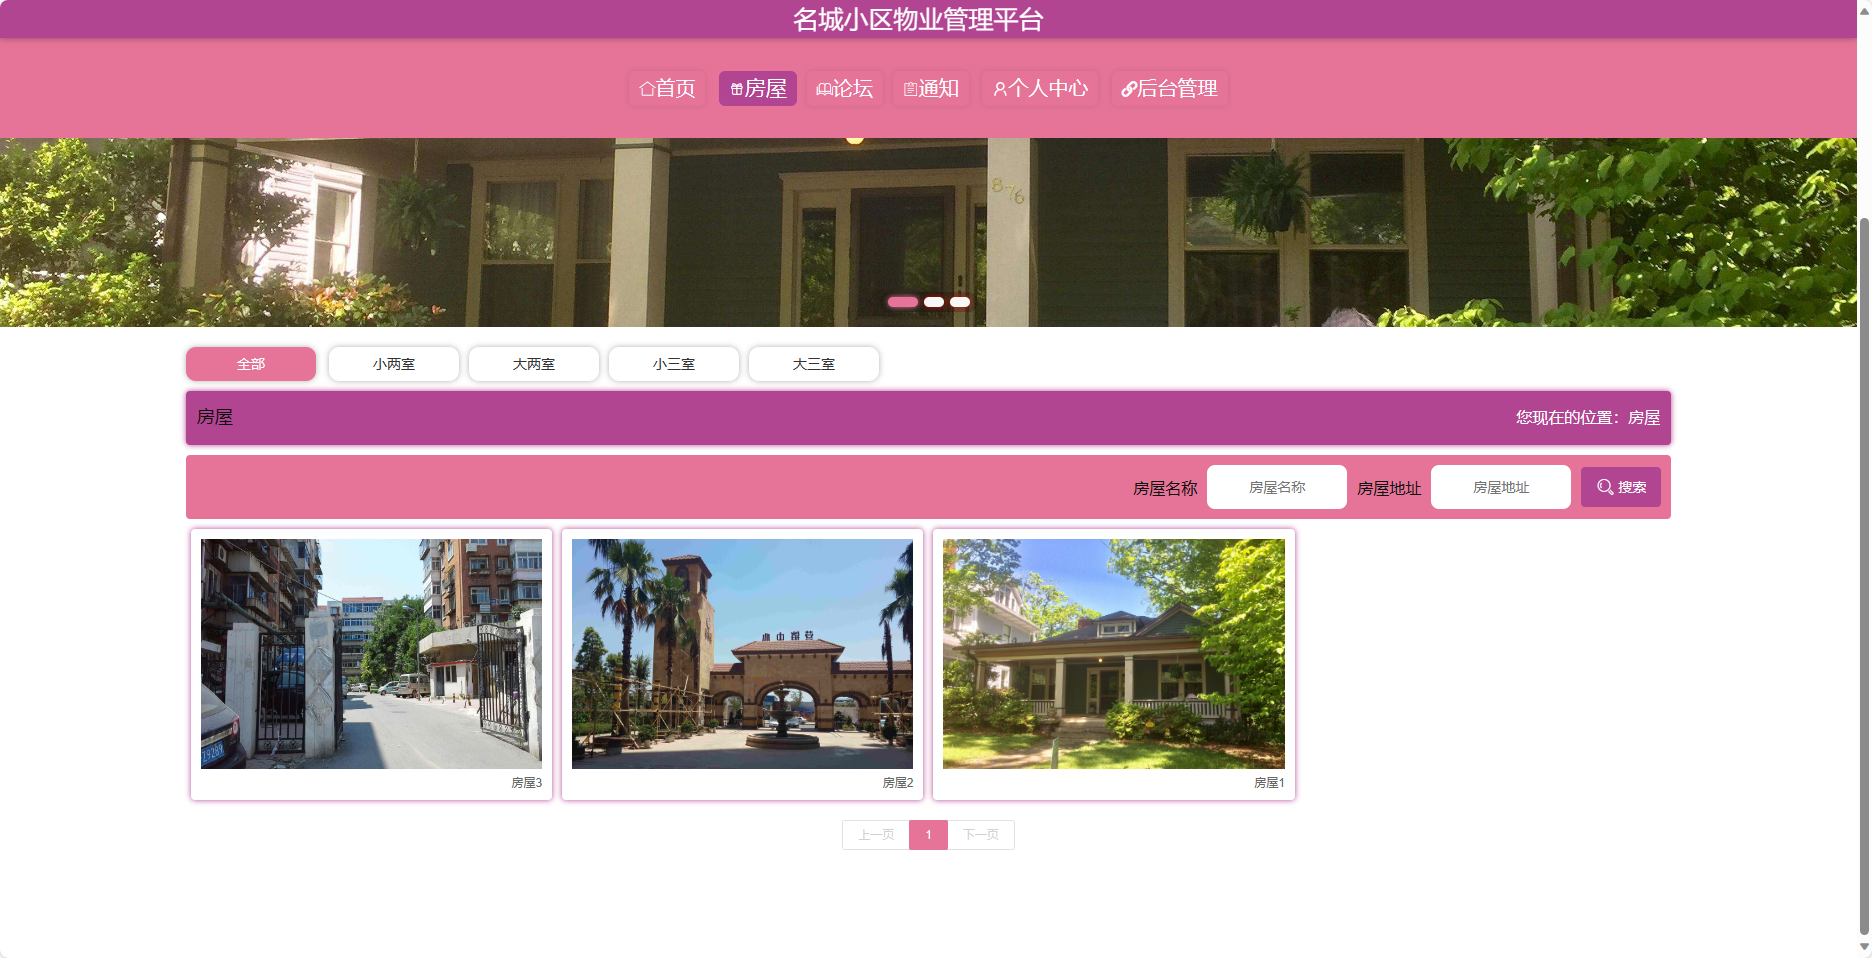 名城小区物业管理平台
首页 房屋 论坛 通知 个人中心 后台管理
876
全部 小两室 大两室 小三室 大三室
房屋 您现在的位置：房屋
房屋名称 房屋名称 房屋地址 房屋地址 搜索
房屋3 房屋2 房屋1
上一页 1 下一页